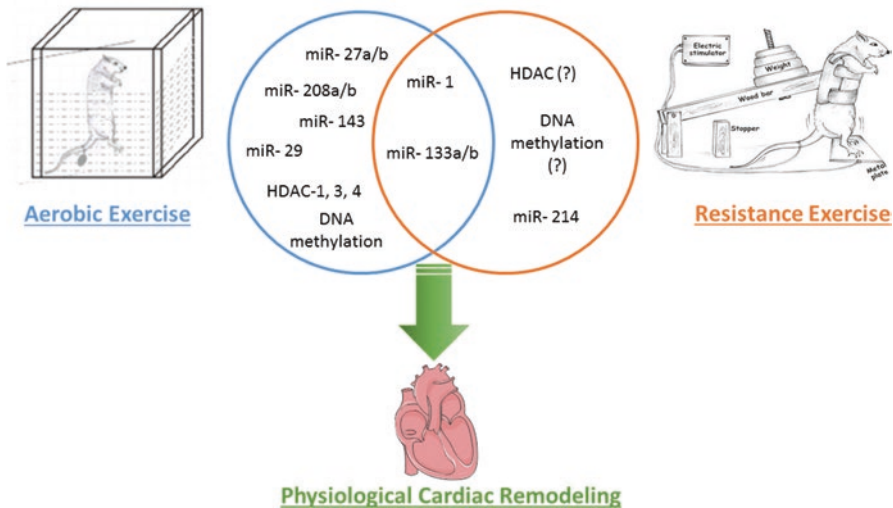 miR- 27a/b
miR- 208a/b
miR- 143
miR- 29
HDAC-1, 3, 4
DNA
methylation
miR- 1
miR- 133a/b
HDAC (?)
DNA
methylation
(?)
miR- 214
Electric
stimulator
Weight
Wood bar
Stopper
Metal
plate
Aerobic Exercise
Resistance Exercise
Physiological Cardiac Remodeling